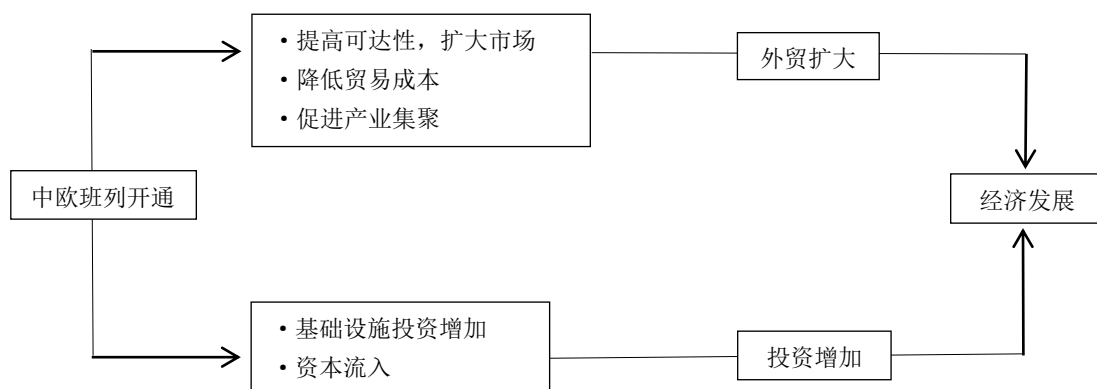 ·提高可达性，扩大市场
·降低贸易成本
·促进产业集聚
外贸扩大
中欧班列开通
经济发展
·基础设施投资增加
·资本流入
投资增加